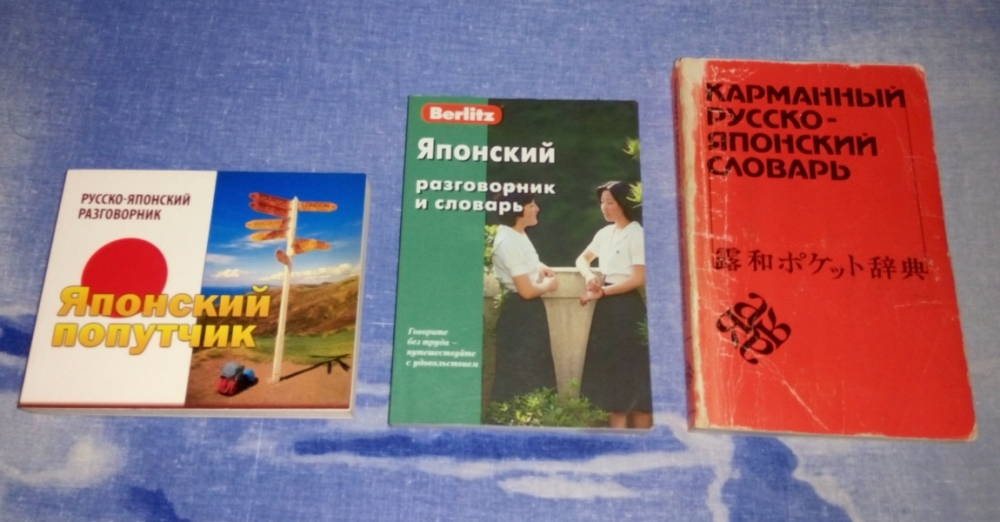 РУССКО-ЯПОНСКИЙ
РАЗГОВОРНИК
Японский
попутчик
Berlitz
Японский
разговорник
и словарь
Говорите
без труда –
путешествуйте
с удовольствием
КАРМАННЫЙ
РУССКО-
ЯПОНСКИЙ
СЛОВАРЬ
露和ポケット辞典